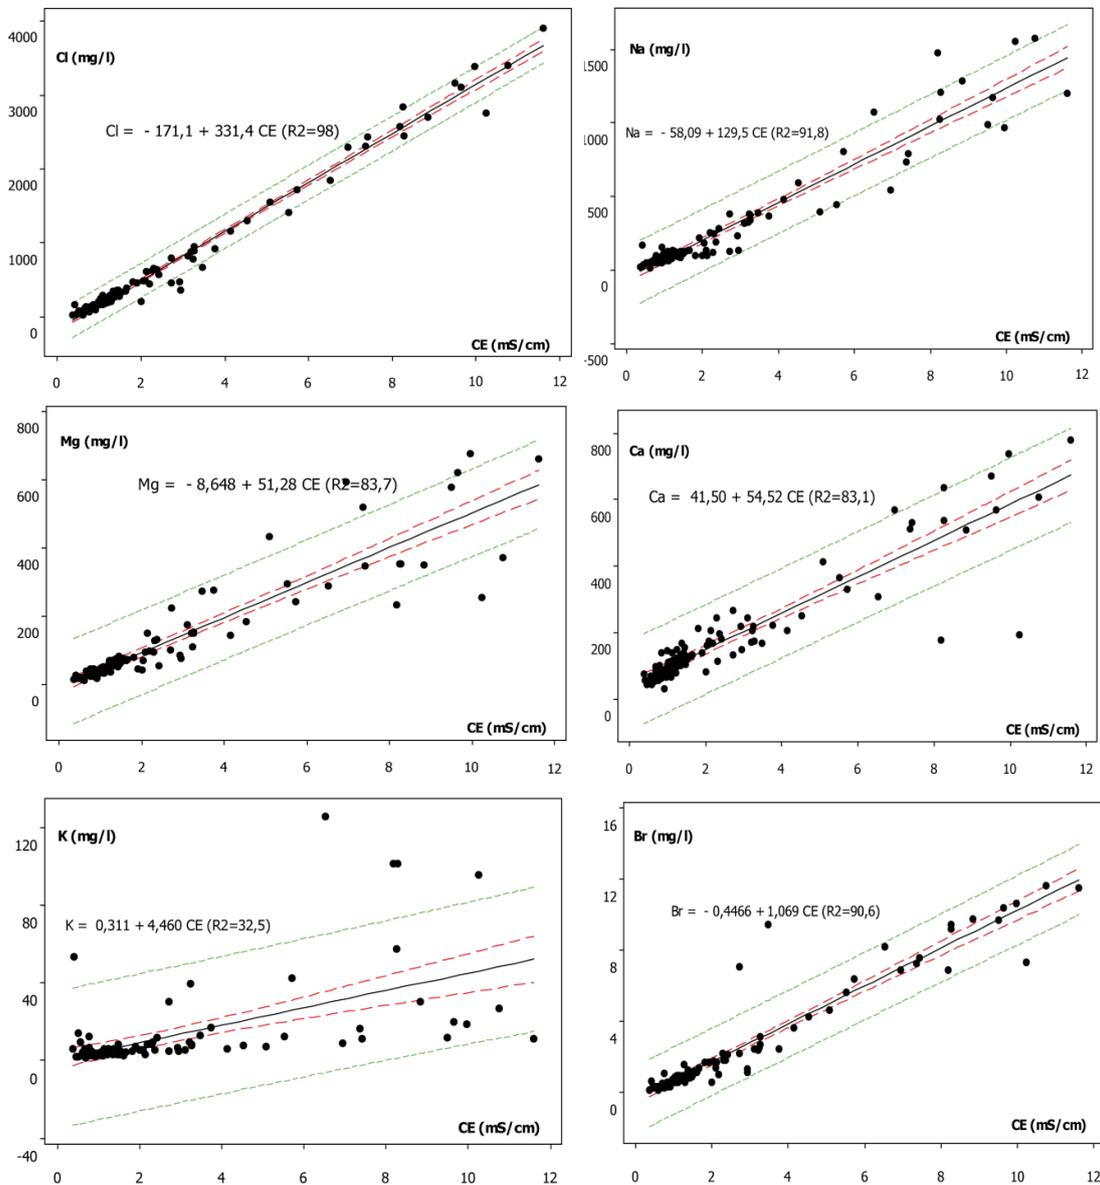 4000
3000
2000
1000
0
Cl (mg/l)
Cl = - 171,1 + 331,4 CE (R2=98)
CE (mS/cm)
0 2 4 6 8 10 12
1500
1000
500
0
-500
Na (mg/l)
Na = - 58,09 + 129,5 CE (R2=91,8)
CE (mS/cm)
0 2 4 6 8 10 12
800
600
400
200
0
Mg (mg/l)
Mg = - 8,648 + 51,28 CE (R2=83,7)
CE (mS/cm)
0 2 4 6 8 10 12
800
600
400
200
0
Ca (mg/l)
Ca = 41,50 + 54,52 CE (R2=83,1)
CE (mS/cm)
0 2 4 6 8 10 12
120
80
40
0
-40
K (mg/l)
K = 0,311 + 4,460 CE (R2=32,5)
CE (mS/cm)
0 2 4 6 8 10 12
16
12
8
4
0
Br (mg/l)
Br = - 0,4466 + 1,069 CE (R2=90,6)
CE (mS/cm)
0 2 4 6 8 10 12